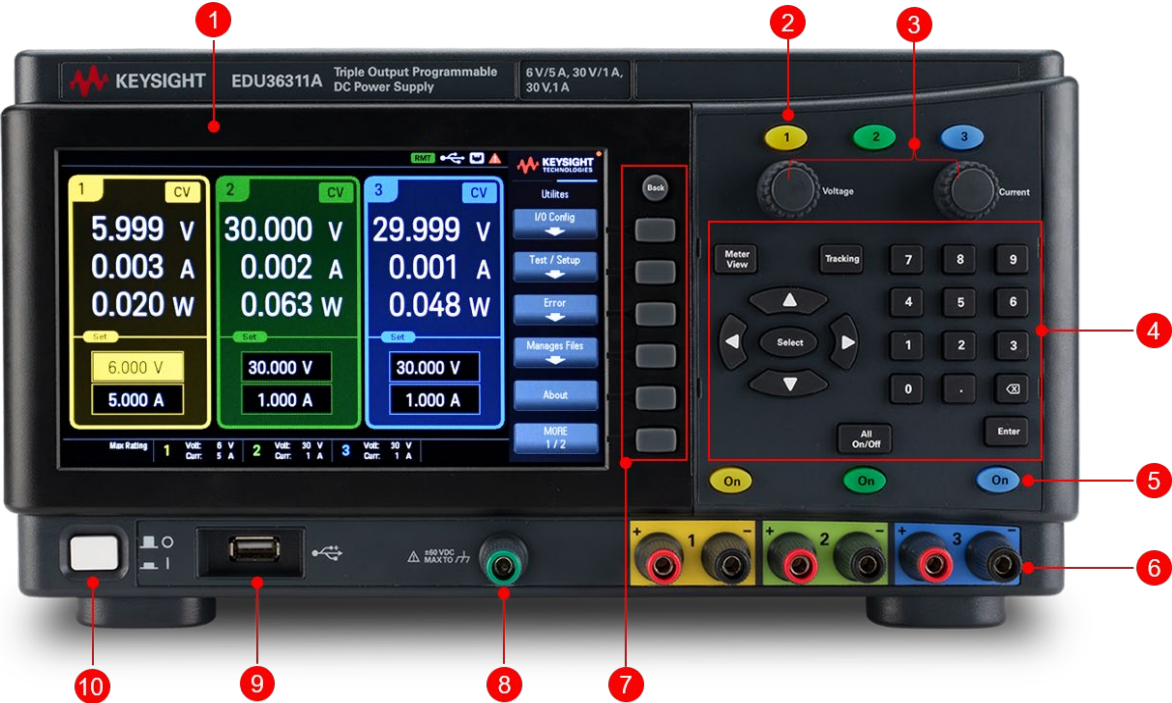 1
2
3
KEYSIGHT
EDU36311A
Triple Output Programmable
DC Power Supply
6V/5A, 30V/1A,
30V,1A
1
2
3
RMT
KEYSIGHT
TECHNOLOGIES
Utilites
I/O Config
Test / Setup
Error
Manages Files
About
MORE
1 / 2
1
CV
5.999 V
0.003 A
0.020 W
Set
6.000 V
5.000 A
2
CV
30.000 V
0.002 A
0.063 W
Set
30.000 V
1.000 A
3
CV
29.999 V
0.001 A
0.048 W
Set
30.000 V
1.000 A
Max Rating
1
Volt: 6 V
Curr: 5 A
2
Volt: 30 V
Curr: 1 A
3
Volt: 30 V
Curr: 1 A
Back
Voltage
Current
Meter
View
Tracking
7
8
9
4
5
6
Select
1
2
3
0
.
All
On/Off
Enter
4
On
On
On
5
+ 1 −
+ 2 −
+ 3 −
6
±60 VDC
MAX TO
10
9
8
7